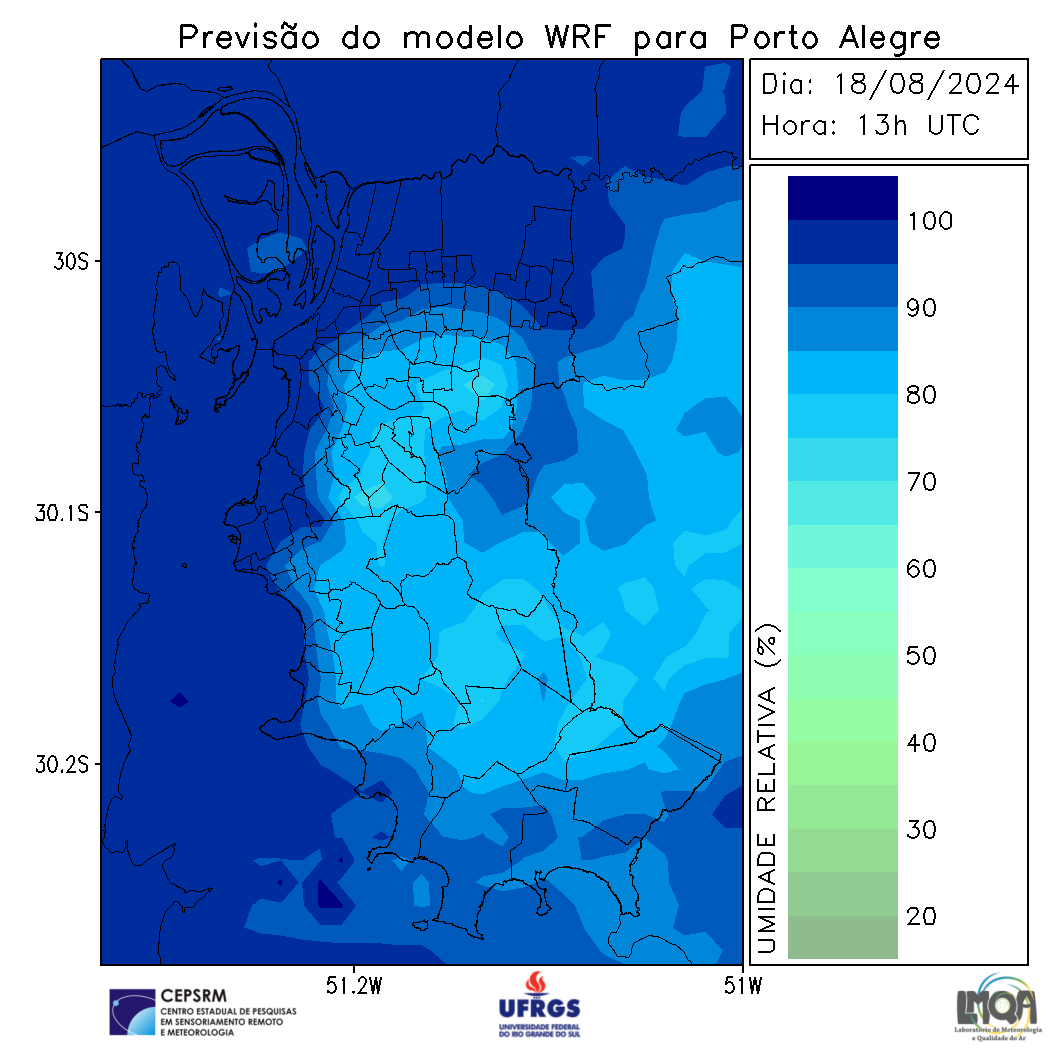 Previsão do modelo WRF para Porto Alegre
Dia: 18/08/2024
Hora: 13h UTC
30S
30.1S
30.2S
51.2W
51W
100
90
80
70
60
50
40
30
20
UMIDADE RELATIVA (%)
CEPSRM
CENTRO ESTADUAL DE PESQUISAS
EM SENSORIAMENTO REMOTO
E METEOROLOGIA
UFRGS
UNIVERSIDADE FEDERAL
DO RIO GRANDE DO SUL
LMQA
Laboratório de Meteorologia
e Qualidade do Ar